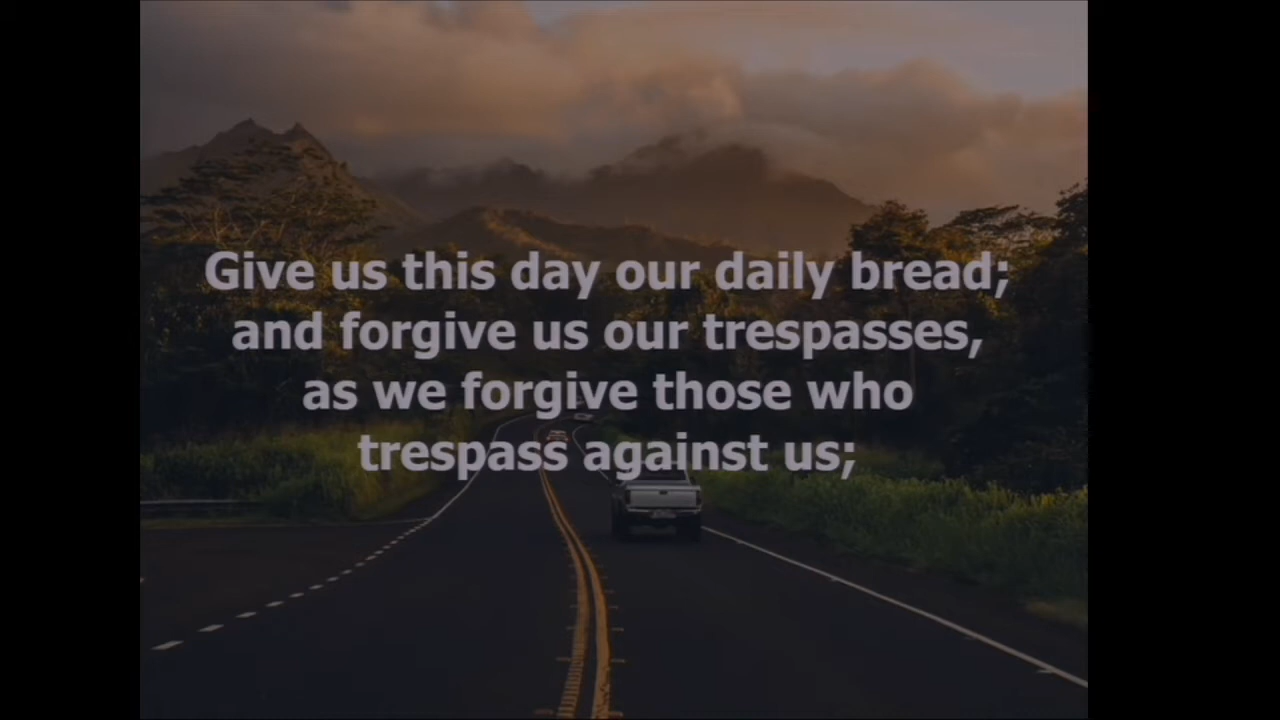 Give us this day our daily bread;
and forgive us our trespasses,
as we forgive those who
trespass against us;